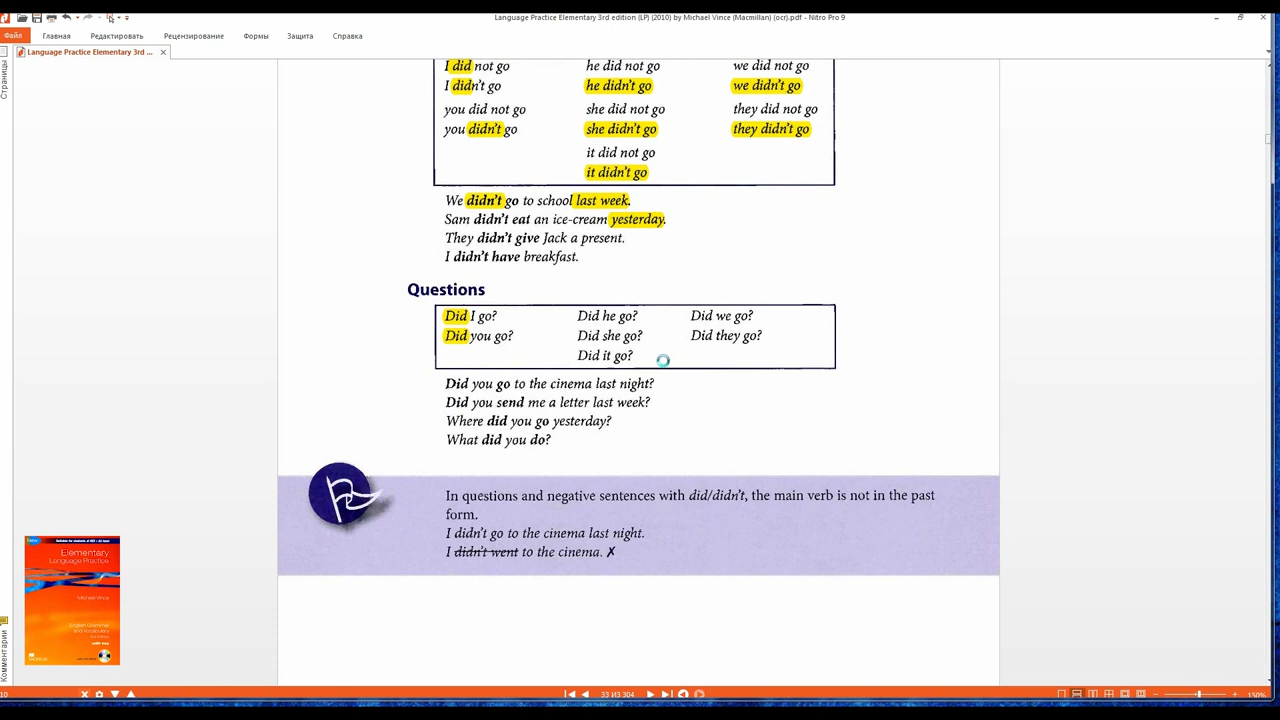 Language Practice Elementary 3rd edition (LP) (2010) by Michael Vince (Macmillan) (ocr).pdf - Nitro Pro 9
Файл Главная Редактировать Рецензирование Формы Защита Справка
Language Practice Elementary 3rd ...
Страницы
I did not go he did not go we did not go
I didn't go he didn't go we didn't go
you did not go she did not go they did not go
you didn't go she didn't go they didn't go
it did not go
it didn't go
We didn't go to school last week.
Sam didn't eat an ice-cream yesterday.
They didn't give Jack a present.
I didn't have breakfast.
Questions
Did I go? Did he go? Did we go?
Did you go? Did she go? Did they go?
Did it go?
Did you go to the cinema last night?
Did you send me a letter last week?
Where did you go yesterday?
What did you do?
In questions and negative sentences with did/didn't, the main verb is not in the past
form.
I didn't go to the cinema last night.
I didn't went to the cinema. ✗
New
Elementary
Language Practice
Michael Vince
English Grammar
and Vocabulary
with key
Комментарии
10
33 ИЗ 304
150%